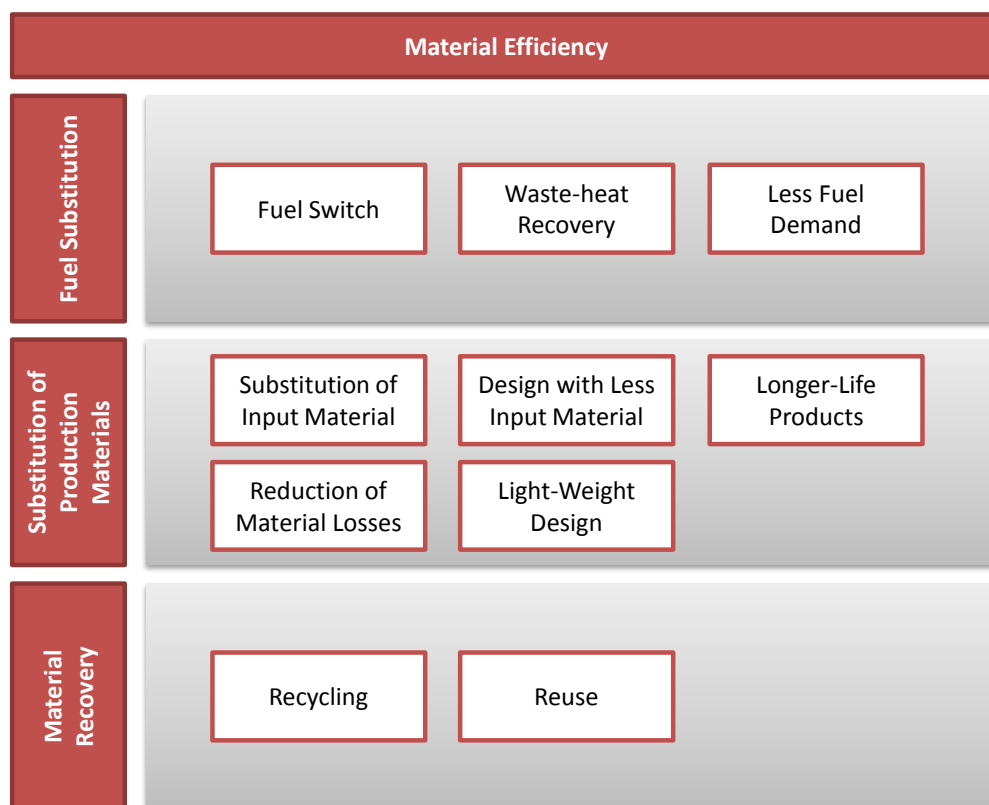 Material Efficiency
Fuel Substitution
Fuel Switch
Waste-heat
Recovery
Less Fuel
Demand
Substitution of
Production
Materials
Substitution of
Input Material
Design with Less
Input Material
Longer-Life
Products
Reduction of
Material Losses
Light-Weight
Design
Material
Recovery
Recycling
Reuse